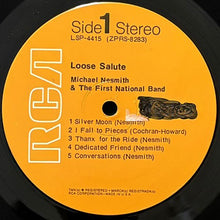 Side 1 Stereo
LSP-4415 (ZPRS-8283)
Loose Salute
Michael Nesmith
& The First National Band
RCA
1 Silver Moon (Nesmith)
2 I Fall to Pieces (Cochran-Howard)
3 Thanx for the Ride (Nesmith)
4 Dedicated Friend (Nesmith)
5 Conversations (Nesmith)